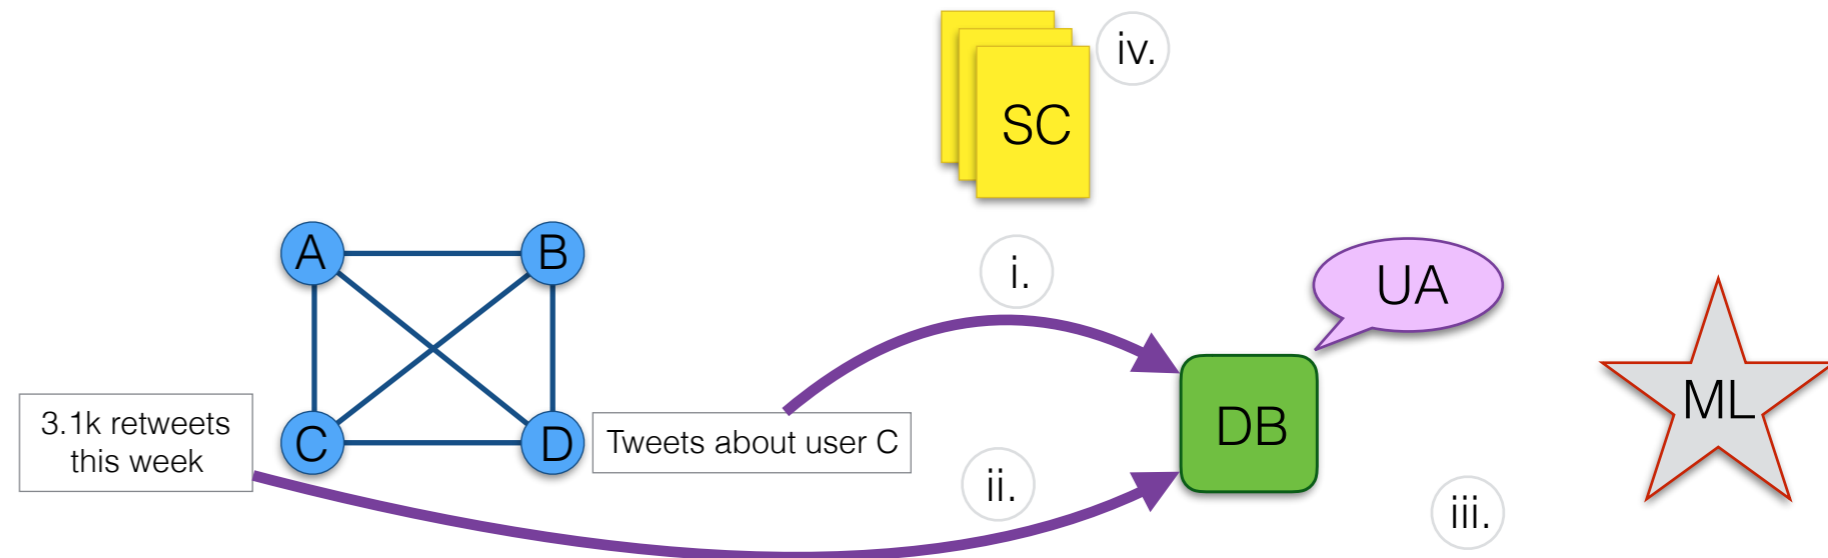 iv.
SC
i.
A
B
UA
ML
3.1k retweets
this week
C
D
Tweets about user C
DB
ii.
iii.